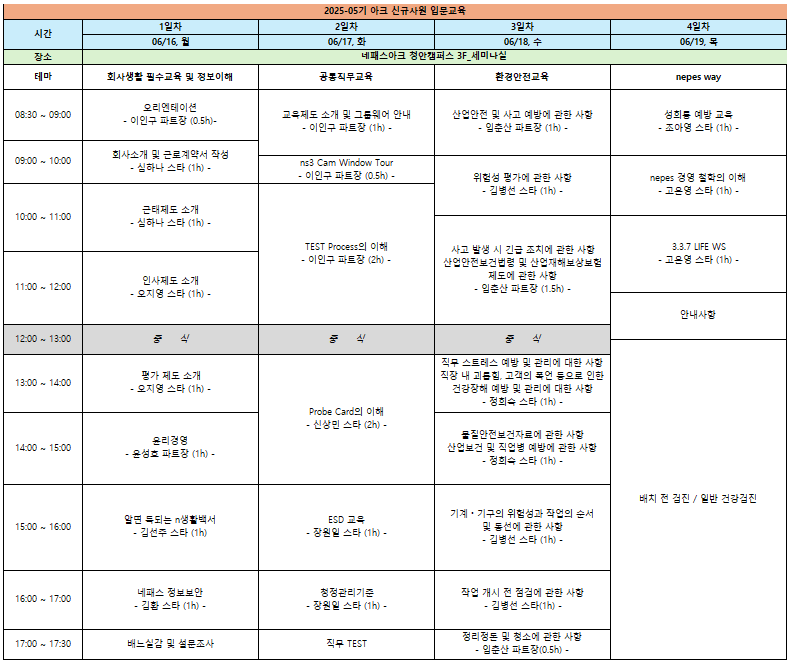 2025-05기 아크 신규사원 입문교육
시간 1일차 2일차 3일차 4일차
06/16, 월 06/17, 화 06/18, 수 06/19, 목
장소 네패스아크 청안캠퍼스 3F_세미나실
테마 회사생활 필수교육 및 정보이해 공통직무교육 환경안전교육 nepes way
08:30 ~ 09:00
오리엔테이션
- 이인구 파트장 (0.5h)-
교육제도 소개 및 그룹웨어 안내
- 이인구 파트장 (1h) -
산업안전 및 사고 예방에 관한 사항
- 임춘산 파트장 (1h) -
성희롱 예방 교육
- 조아영 스타 (1h) -
09:00 ~ 10:00
회사소개 및 근로계약서 작성
- 심하나 스타 (1h) -
ns3 Cam Window Tour
- 이인구 파트장 (0.5h) -
위험성 평가에 관한 사항
- 김병선 스타 (1h) -
nepes 경영 철학의 이해
- 고은영 스타 (1h) -
10:00 ~ 11:00
근태제도 소개
- 심하나 스타 (1h) -
TEST Process의 이해
- 이인구 파트장 (2h) -
사고 발생 시 긴급 조치에 관한 사항
산업안전보건법령 및 산업재해보상보험
제도에 관한 사항
- 임춘산 파트장 (1.5h) -
3.3.7 LIFE WS
- 고은영 스타 (1h) -
11:00 ~ 12:00
인사제도 소개
- 오지영 스타 (1h) -
안내사항
12:00 ~ 13:00 중 식 중 식 중 식
13:00 ~ 14:00
평가 제도 소개
- 오지영 스타 (1h) -
Probe Card의 이해
- 신상민 스타 (2h) -
직무 스트레스 예방 및 관리에 대한 사항
직장 내 괴롭힘, 고객의 폭언 등으로 인한
건강장해 예방 및 관리에 대한 사항
- 정희숙 스타 (1h) -
배치 전 검진 / 일반 건강검진
14:00 ~ 15:00
윤리경영
- 윤성호 파트장 (1h) -
물질안전보건자료에 관한 사항
산업보건 및 직업병 예방에 관한 사항
- 정희숙 스타 (1h) -
15:00 ~ 16:00
알면 득되는 n생활백서
- 김선주 스타 (1h) -
ESD 교육
- 장원일 스타 (1h) -
기계・기구의 위험성과 작업의 순서
및 동선에 관한 사항
- 김병선 스타 (1h) -
16:00 ~ 17:00
네패스 정보보안
- 김환 스타 (1h) -
청정관리기준
- 장원일 스타 (1h) -
작업 개시 전 점검에 관한 사항
- 김병선 스타(1h) -
17:00 ~ 17:30
배느실감 및 설문조사
직무 TEST
정리정돈 및 청소에 관한 사항
- 임춘산 파트장(0.5h) -